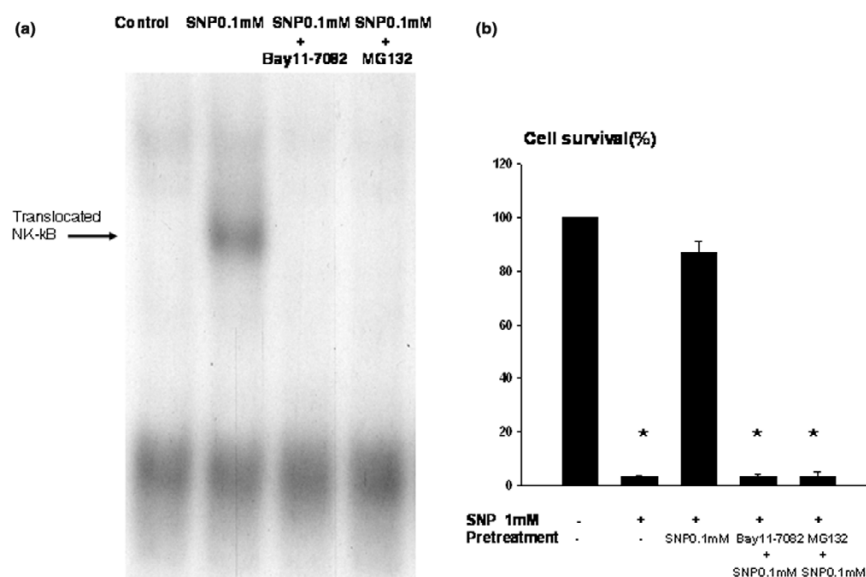 (a)
Control SNP0.1mM SNP0.1mM SNP0.1mM
+ +
Bay11-7082 MG132
Translocated
NK-kB
(b)
Cell survival(%)
120
100
80
60
40
20
0
* * *
SNP 1mM - + + + +
Pretreatment - - SNP0.1mM Bay11-7082 MG132
+ +
SNP0.1mM SNP0.1mM